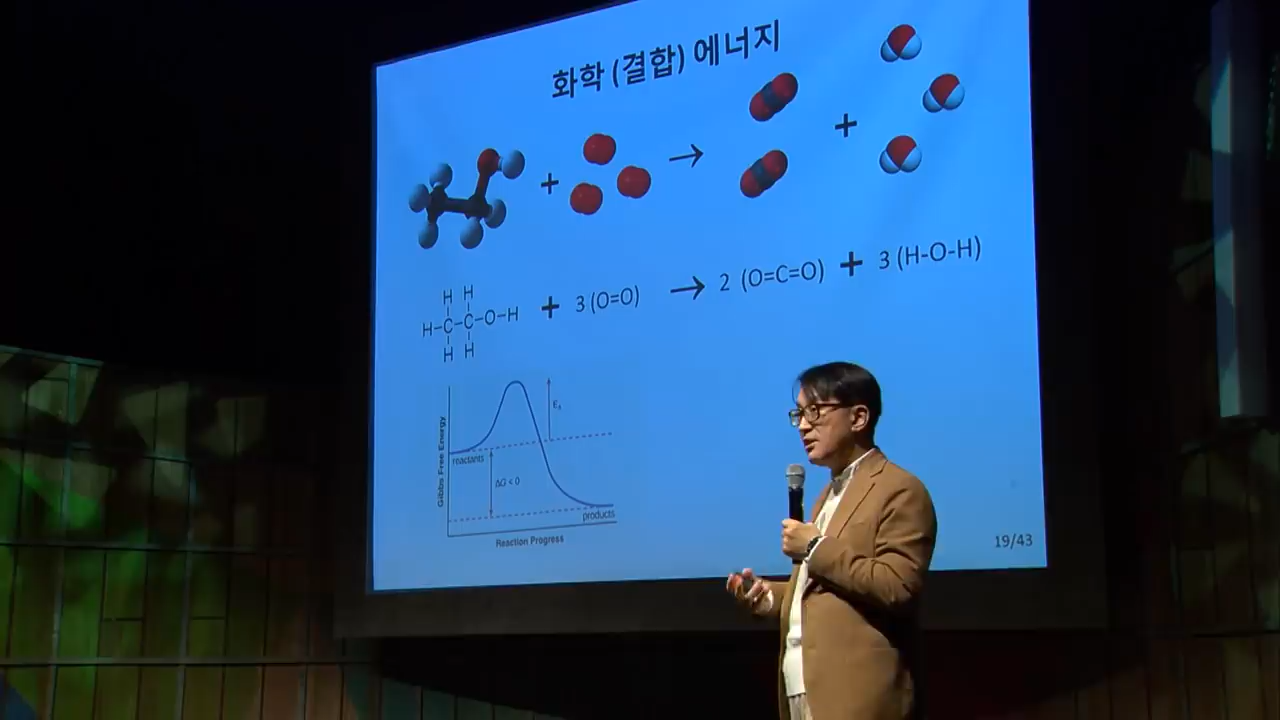 화학 (결합) 에너지
+ → +
H H
H-C-C-O-H + 3 (O=O) → 2 (O=C=O) + 3 (H-O-H)
H H
Gibbs Free Energy
Eₐ
reactants
ΔG < 0
products
Reaction Progress
19/43